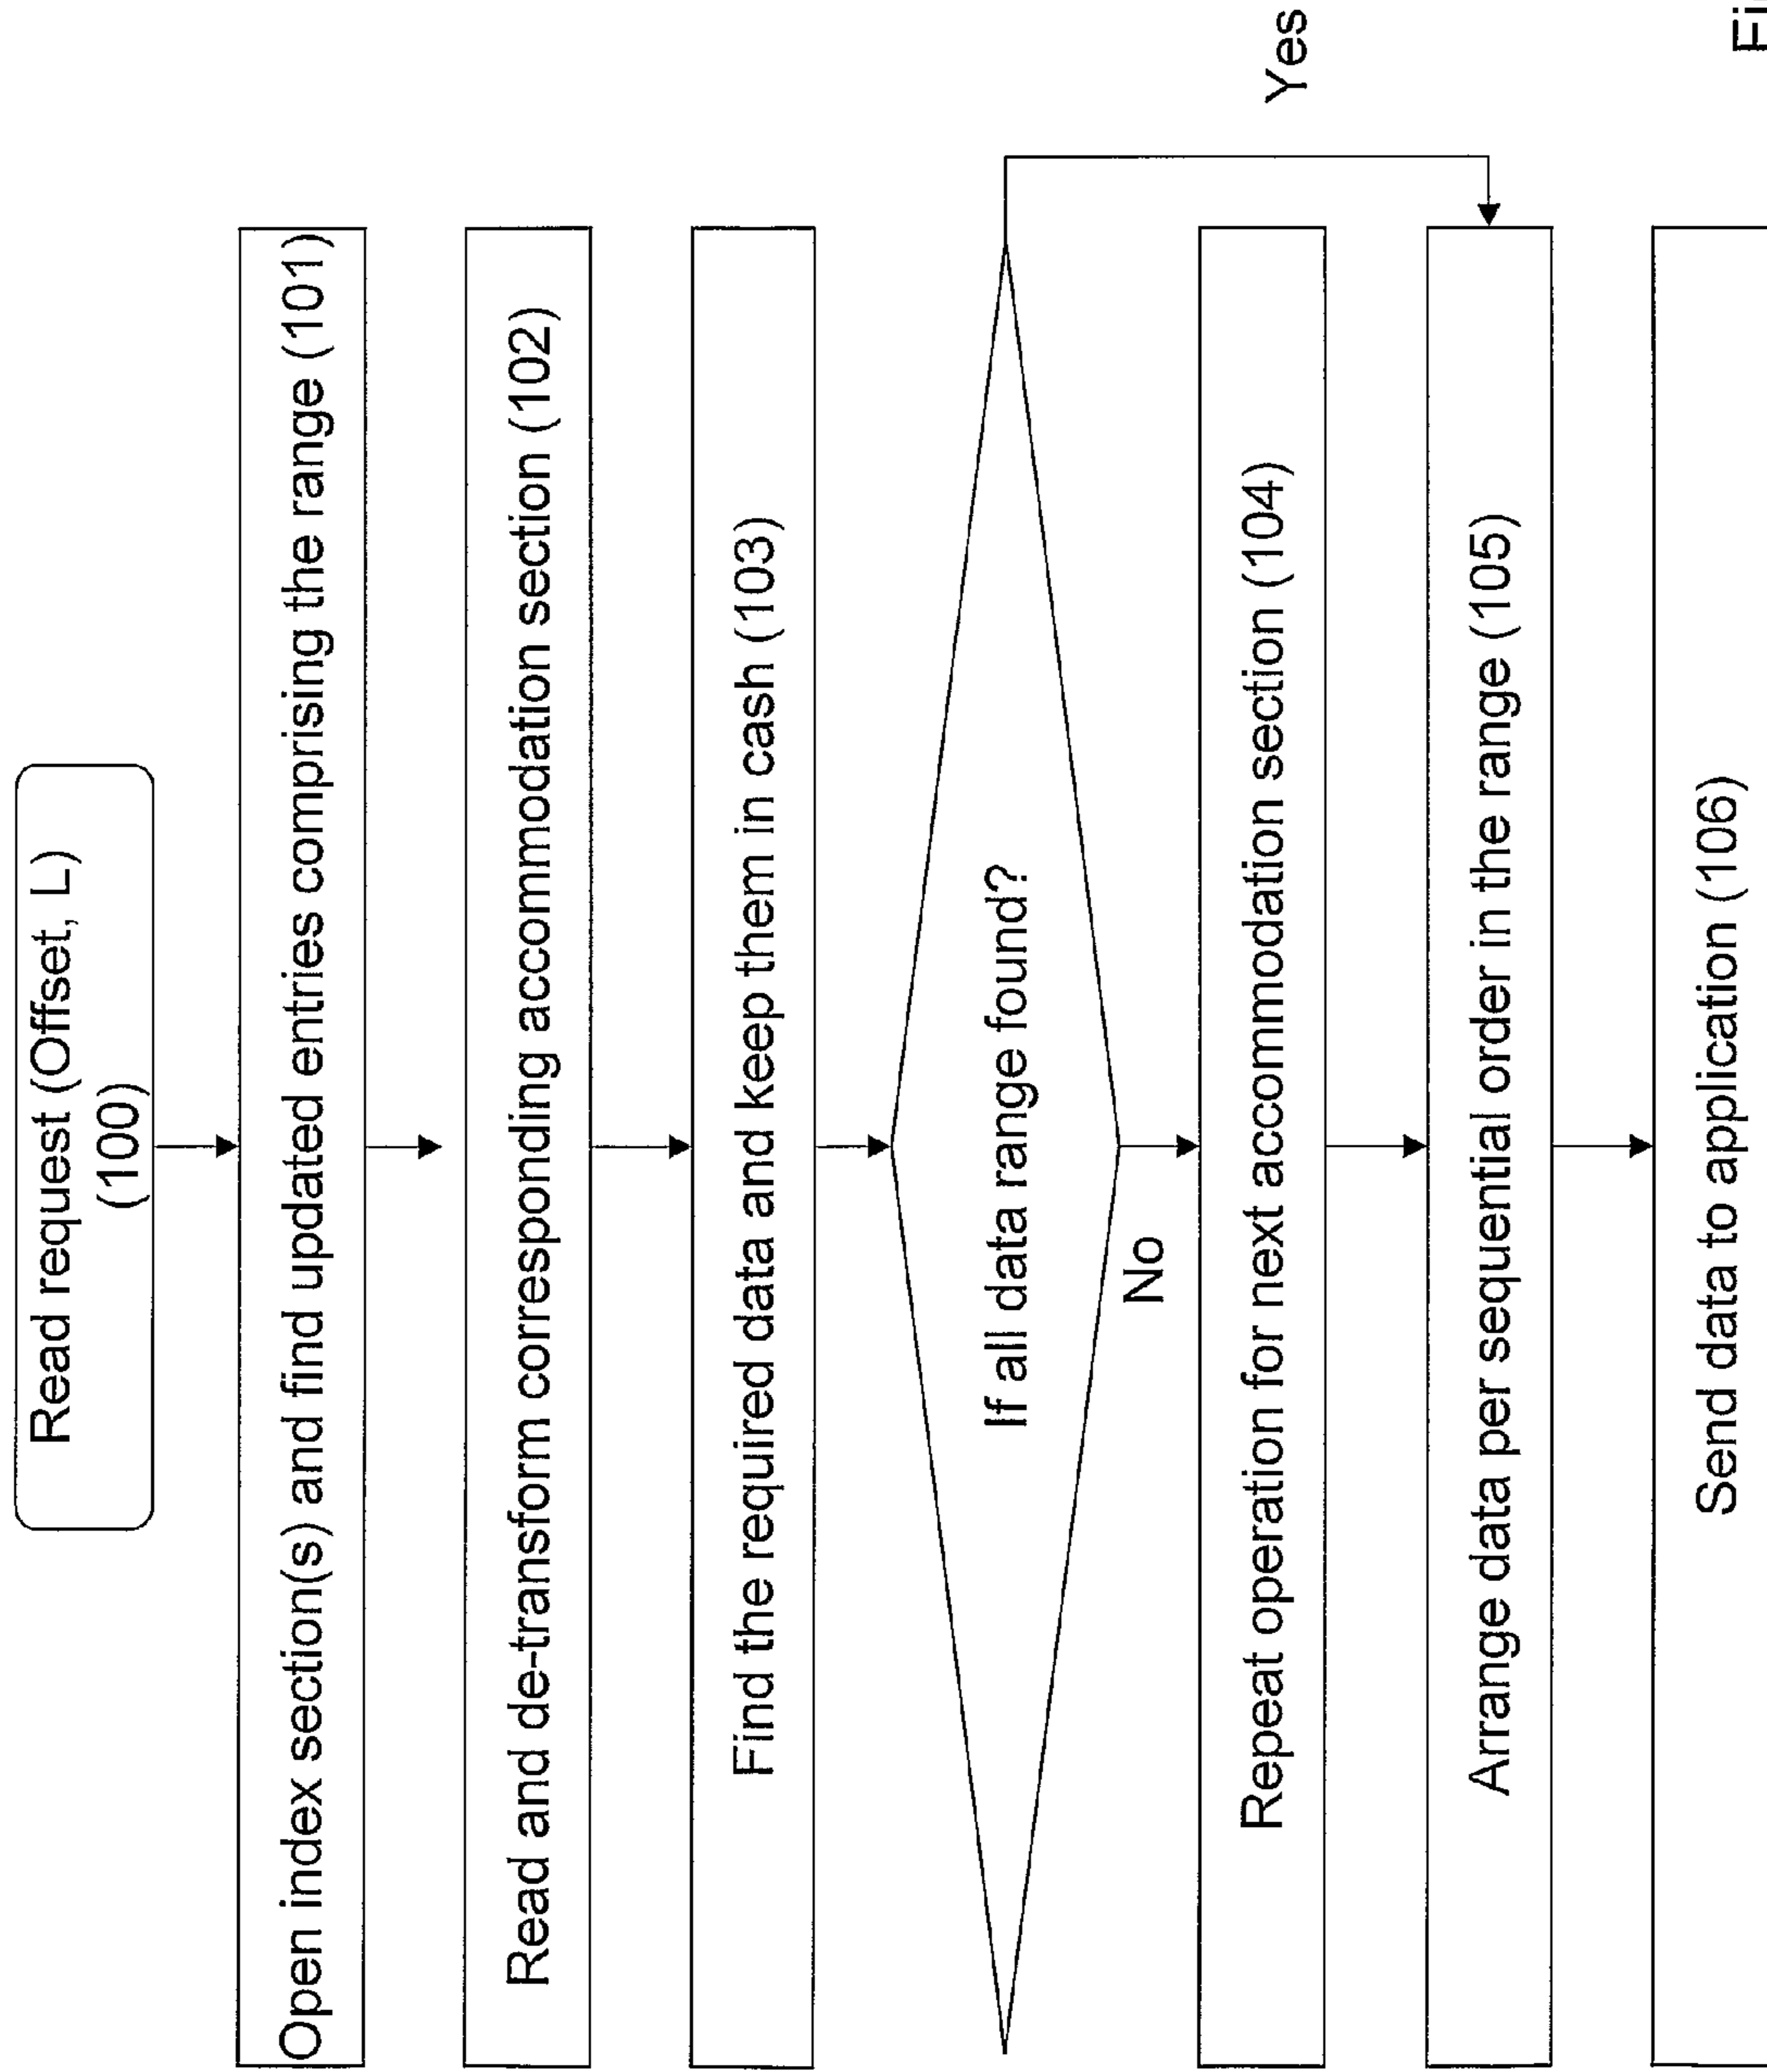 Read request (Offset, L)
(100)
Open index section(s) and find updated entries comprising the range (101)
Read and de-transform corresponding accommodation section (102)
Find the required data and keep them in cash (103)
If all data range found?
No
Yes
Repeat operation for next accommodation section (104)
Arrange data per sequential order in the range (105)
Send data to application (106)